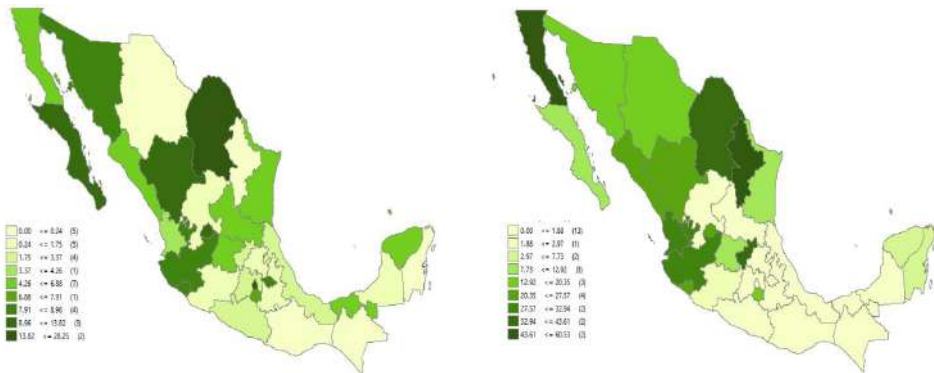 0.00 <= 0.24 (5)
0.24 <= 1.75 (5)
1.75 <= 3.37 (4)
3.37 <= 4.26 (1)
4.26 <= 6.88 (7)
6.88 <= 7.91 (1)
7.91 <= 8.96 (4)
8.96 <= 13.82 (3)
13.82 <= 28.25 (2)
0.00 <= 1.88 (13)
1.88 <= 2.97 (1)
2.97 <= 7.73 (2)
7.73 <= 12.92
12.92 <= 20.35 (3)
20.35 <= 27.57 (4)
27.57 <= 32.94
32.94 <= 43.61 (2)
43.61 <= 60.53 (2)